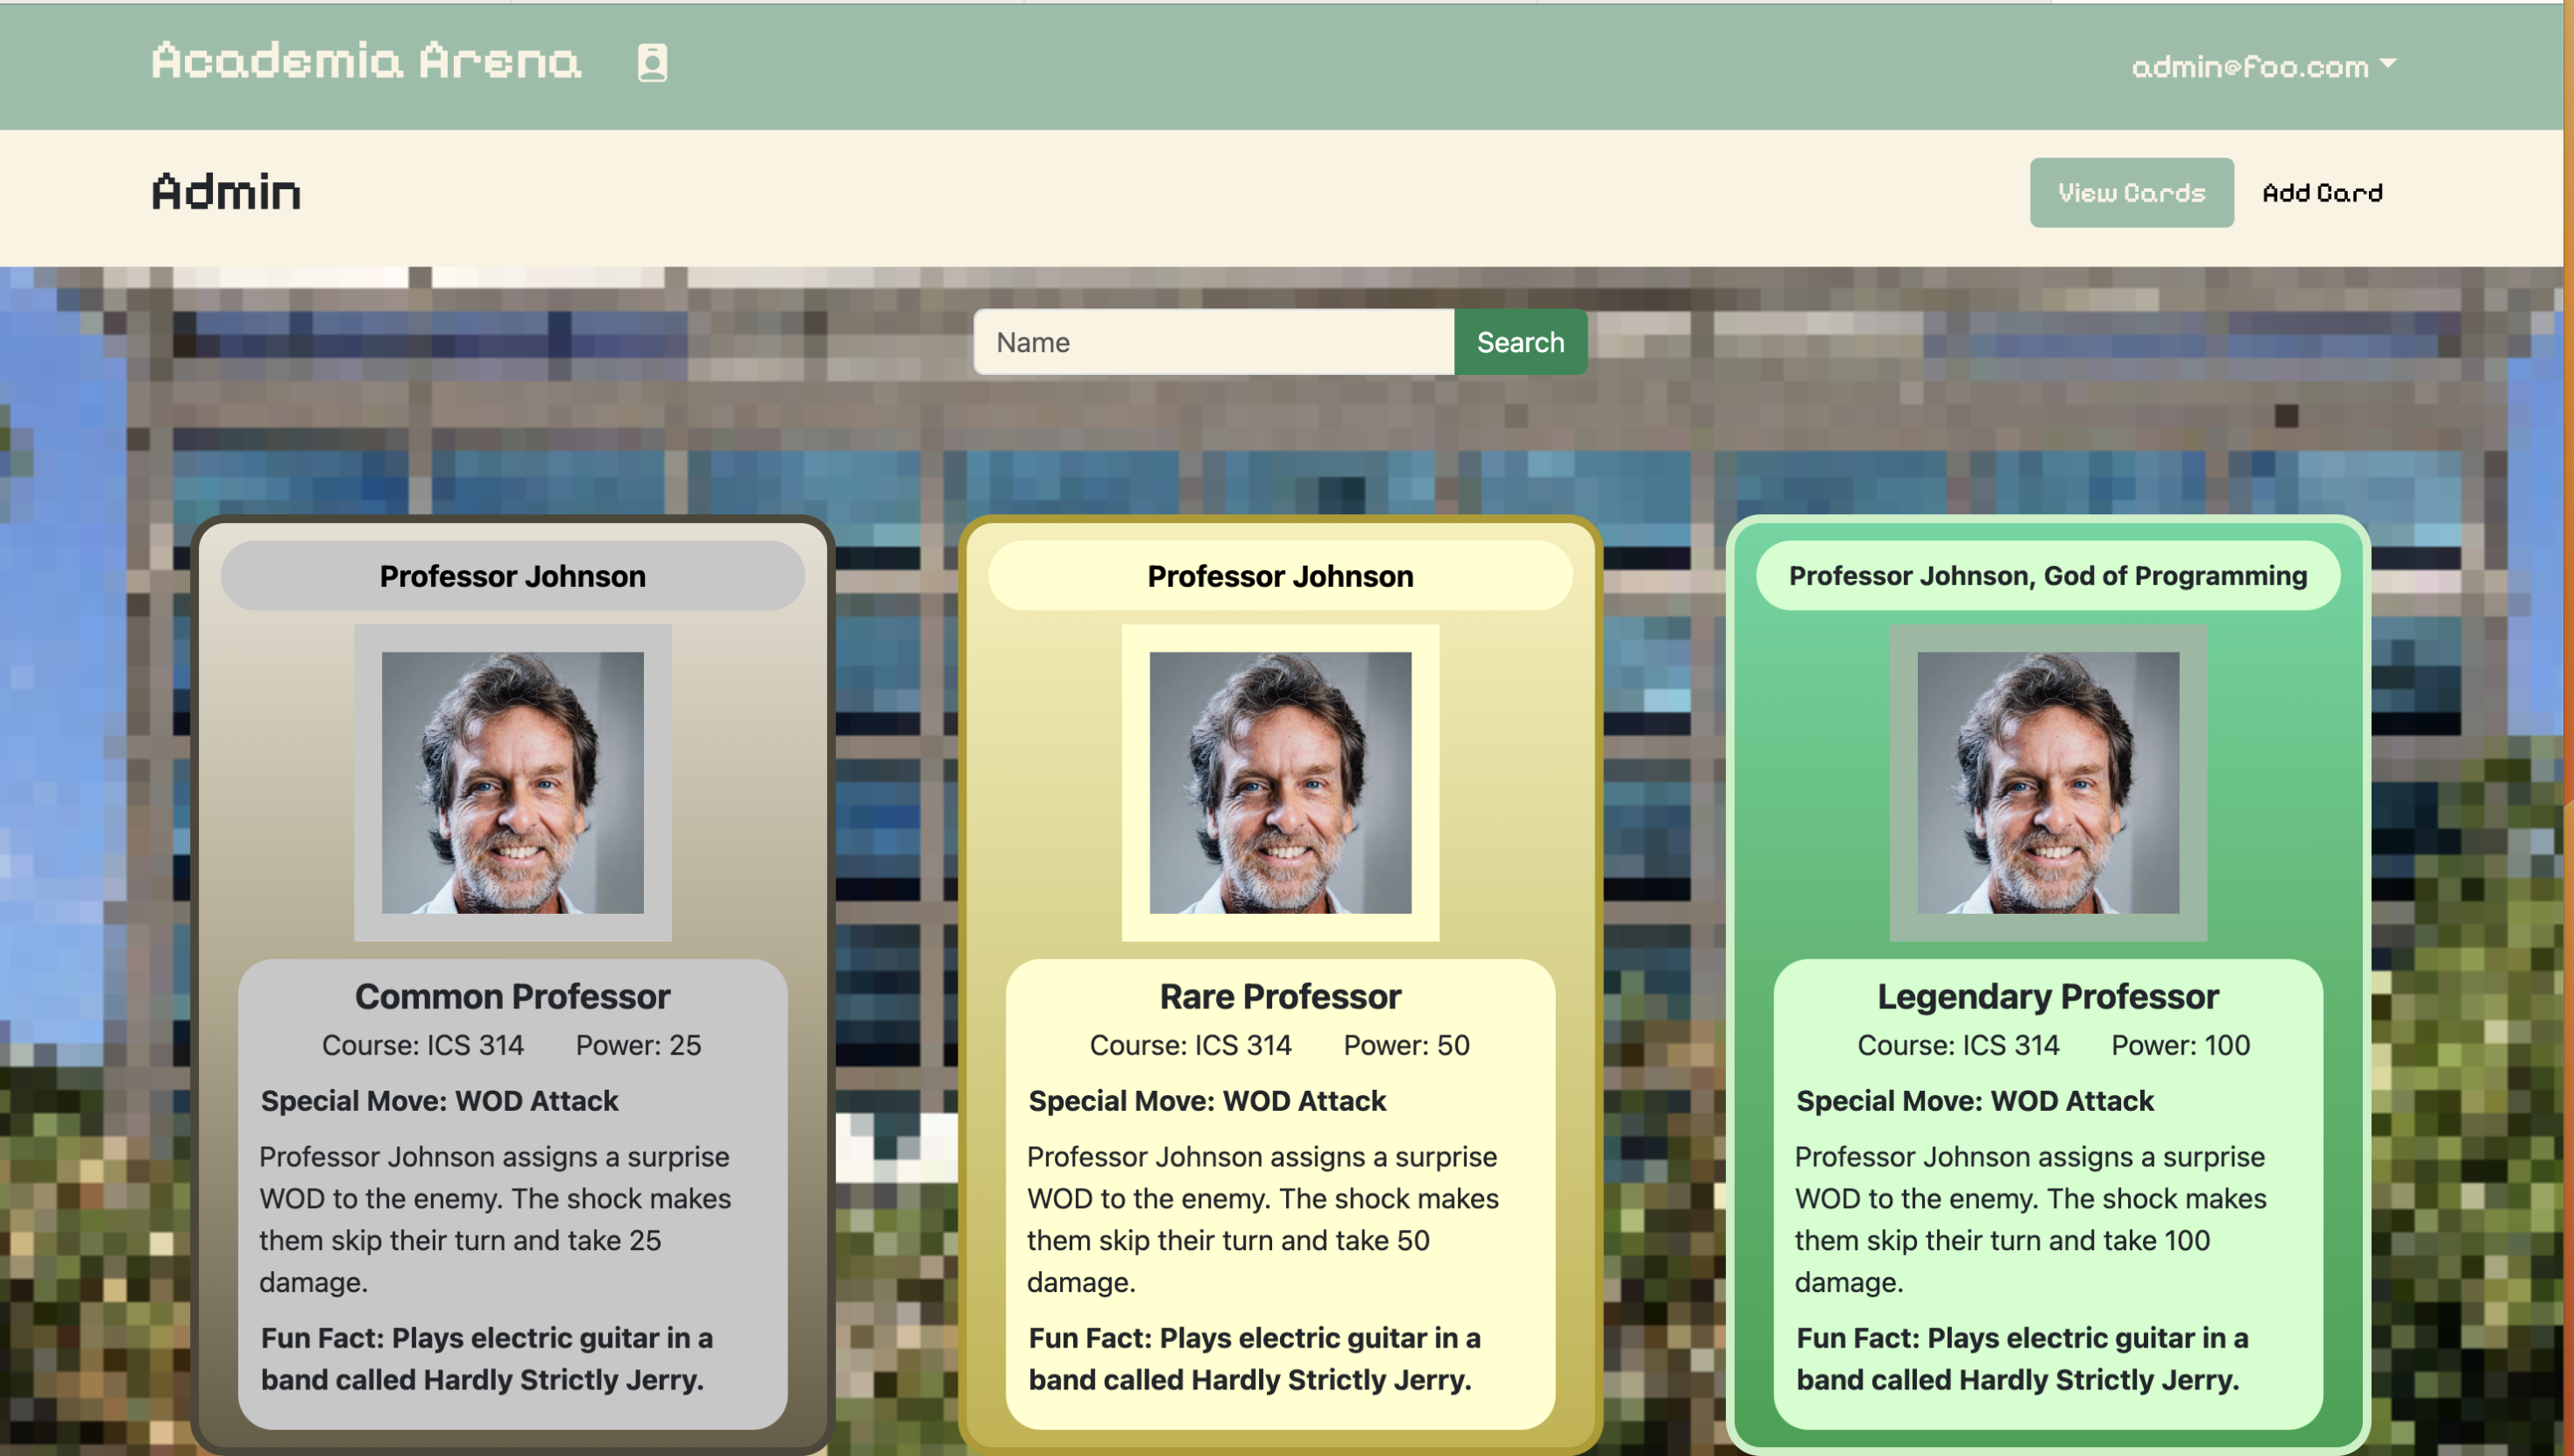 Academia Arena
admin@foo.com
Admin
View Cards
Add Card
Name
Search
Professor Johnson
Common Professor
Course: ICS 314
Power: 25
Special Move: WOD Attack
Professor Johnson assigns a surprise
WOD to the enemy. The shock makes
them skip their turn and take 25
damage.
Fun Fact: Plays electric guitar in a
band called Hardly Strictly Jerry.
Professor Johnson
Rare Professor
Course: ICS 314
Power: 50
Special Move: WOD Attack
Professor Johnson assigns a surprise
WOD to the enemy. The shock makes
them skip their turn and take 50
damage.
Fun Fact: Plays electric guitar in a
band called Hardly Strictly Jerry.
Professor Johnson, God of Programming
Legendary Professor
Course: ICS 314
Power: 100
Special Move: WOD Attack
Professor Johnson assigns a surprise
WOD to the enemy. The shock makes
them skip their turn and take 100
damage.
Fun Fact: Plays electric guitar in a
band called Hardly Strictly Jerry.